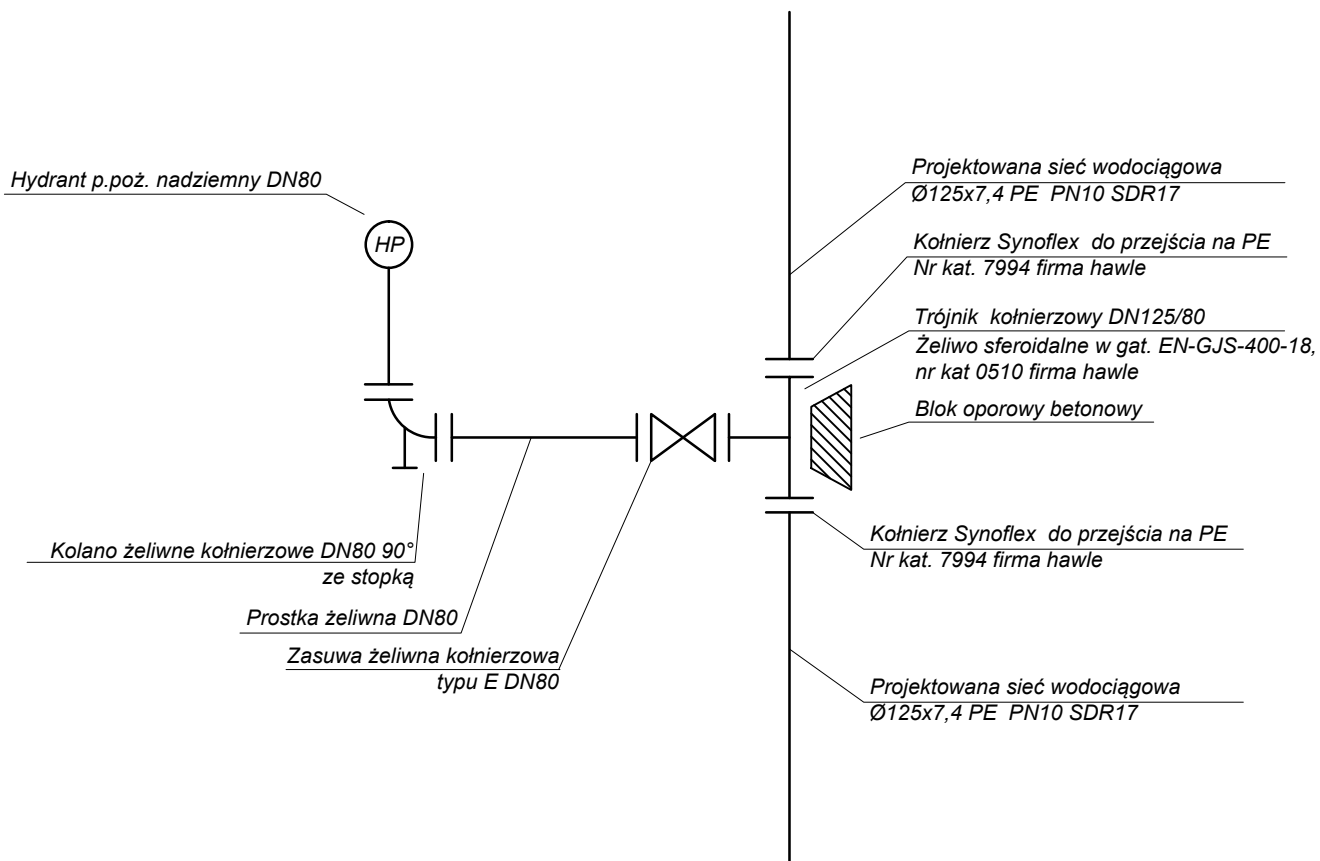 Hydrant p.poż. nadziemny DN80
HP
Projektowana sieć wodociągowa
Ø125x7,4 PE PN10 SDR17
Kołnierz Synoflex do przejścia na PE
Nr kat. 7994 firma hawle
Trójnik kołnierzowy DN125/80
Żeliwo sferoidalne w gat. EN-GJS-400-18,
nr kat 0510 firma hawle
Blok oporowy betonowy
Kolano żeliwne kołnierzowe DN80 90°
ze stopką
Prostka żeliwna DN80
Zasuwa żeliwna kołnierzowa
typu E DN80
Kołnierz Synoflex do przejścia na PE
Nr kat. 7994 firma hawle
Projektowana sieć wodociągowa
Ø125x7,4 PE PN10 SDR17